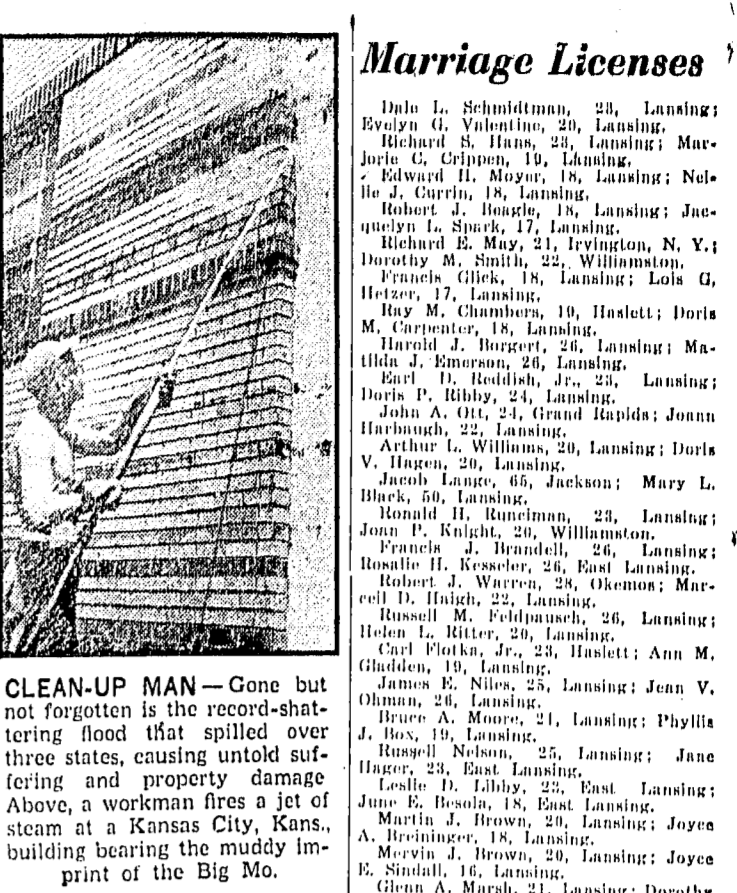 CLEAN-UP MAN — Gone but
not forgotten is the record-shat-
tering flood that spilled over
three states, causing untold suf-
fering and property damage
Above, a workman fires a jet of
steam at a Kansas City, Kans.,
building bearing the muddy im-
print of the Big Mo.
Marriage Licenses
Dale L. Schmidtman, 23, Lansing;
Evelyn G. Valentine, 20, Lansing.
Richard S. Hans, 23, Lansing; Mar-
jorie C. Crippen, 19, Lansing.
Edward H. Moyer, 18, Lansing; Nel-
lie J. Currin, 18, Lansing.
Robert J. Beagle, 18, Lansing; Jac-
quelyn L. Spark, 17, Lansing.
Richard E. May, 21, Irvington, N. Y.;
Dorothy M. Smith, 22, Williamston.
Francis Glick, 18, Lansing; Lois G.
Hetzer, 17, Lansing.
Ray M. Chambers, 19, Haslett; Doris
M. Carpenter, 18, Lansing.
Harold J. Borgert, 26, Lansing; Ma-
tilda J. Emerson, 26, Lansing.
Earl D. Reddish, Jr., 23, Lansing;
Doris P. Ribby, 24, Lansing.
John A. Ott, 24, Grand Rapids; Joann
Harbaugh, 22, Lansing.
Arthur L. Williams, 20, Lansing; Doris
V. Hagen, 20, Lansing.
Jacob Lange, 65, Jackson; Mary L.
Black, 50, Lansing.
Ronald H. Runciman, 23, Lansing;
Joan P. Knight, 20, Williamston.
Francis J. Brandell, 26, Lansing;
Rosalie H. Kesseler, 26, East Lansing.
Robert J. Warren, 28, Okemos; Mar-
cell D. Haigh, 22, Lansing.
Russell M. Feldpausch, 26, Lansing;
Helen L. Ritter, 20, Lansing.
Carl Flotka, Jr., 23, Haslett; Ann M.
Gladden, 19, Lansing.
James E. Niles, 25, Lansing; Jean V.
Ohman, 26, Lansing.
Bruce A. Moore, 21, Lansing; Phyllis
J. Box, 19, Lansing.
Russell Nelson, 25, Lansing; Jane
Hager, 23, East Lansing.
Leslie D. Libby, 23, East Lansing;
June E. Besola, 18, East Lansing.
Martin J. Brown, 20, Lansing; Joyce
A. Breininger, 18, Lansing.
Mervin J. Brown, 20, Lansing; Joyce
E. Sindall, 16, Lansing.
Glenn A. Marsh, 21, Lansing; Dorothy